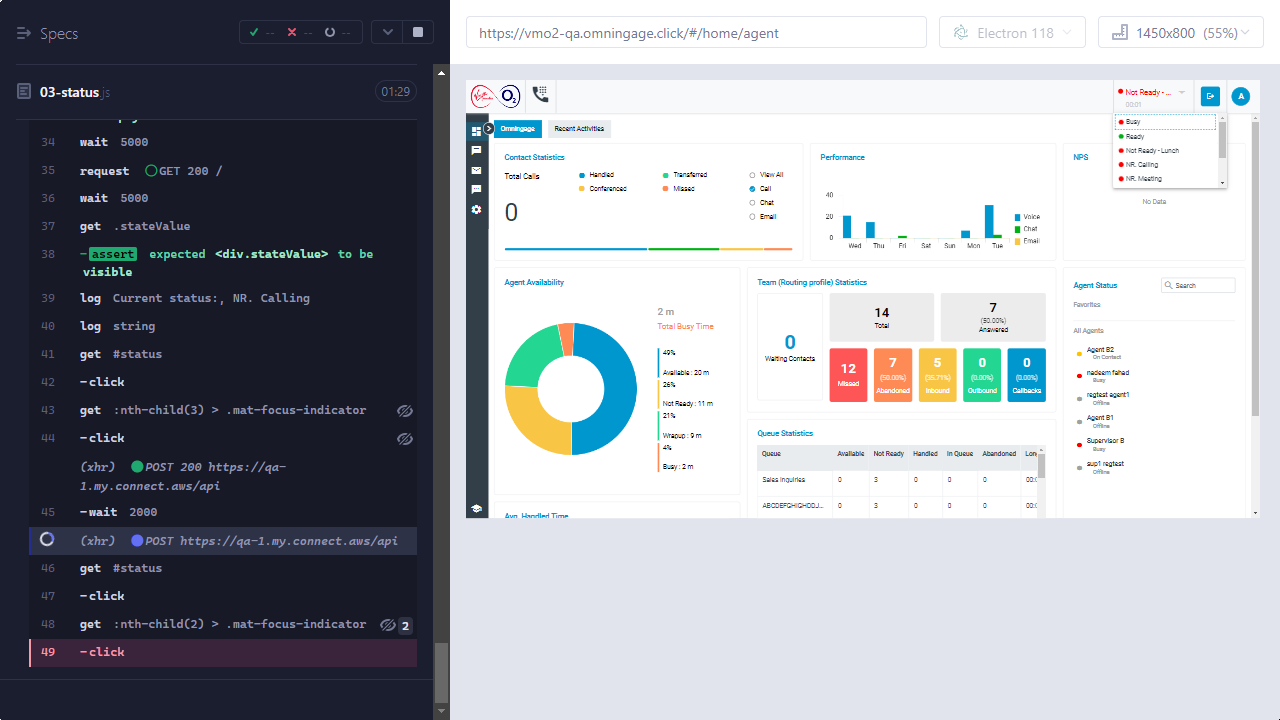 Specs
-- -- --
https://vmo2-qa.omningage.click/#/home/agent
Electron 118
1450x800 (55%)
03-status.js
01:29
34 wait 5000
35 request GET 200 /
36 wait 5000
37 get .stateValue
38 -assert expected <div.stateValue> to be
visible
39 log Current status:, NR. Calling
40 log string
41 get #status
42 -click
43 get :nth-child(3) > .mat-focus-indicator
44 -click
(xhr) POST 200 https://qa-
1.my.connect.aws/api
45 -wait 2000
(xhr) POST https://qa-1.my.connect.aws/api
46 get #status
47 -click
48 get :nth-child(2) > .mat-focus-indicator 2
49 -click
O2
Not Ready - ...
00:01
A
Busy
Ready
Not Ready - Lunch
NR. Calling
NR. Meeting
Omningage
Recent Activities
Contact Statistics
Total Calls
0
Handled
Transferred
View All
Conferenced
Missed
Call
Chat
Email
Performance
40
20
0
Wed Thu Fri Sat Sun Mon Tue
Voice
Chat
Email
NPS
No Data
Agent Availability
2 m
Total Busy Time
49%
Available : 20 m
26%
Not Ready : 11 m
21%
Wrapup : 9 m
4%
Busy : 2 m
Team (Routing profile) Statistics
0
Waiting Contacts
14
Total
7
(50.00%)
Answered
12
Missed
7
(50.00%)
Abandoned
5
(35.71%)
Inbound
0
(0.00%)
Outbound
0
(0.00%)
Callbacks
Queue Statistics
Queue Available Not Ready Handled In Queue Abandoned Lon
Sales Inquiries 0 3 0 0 0 00:0
ABCDEFGHIGHDDJ... 0 3 0 0 0 00:0
Avg. Handled Time
Agent Status
Search
Favorites
All Agents
Agent B2
On Contact
nadeem fahad
Busy
regtest agent1
Offline
Agent B1
Offline
Supervisor B
Busy
sup1 regtest
Offline